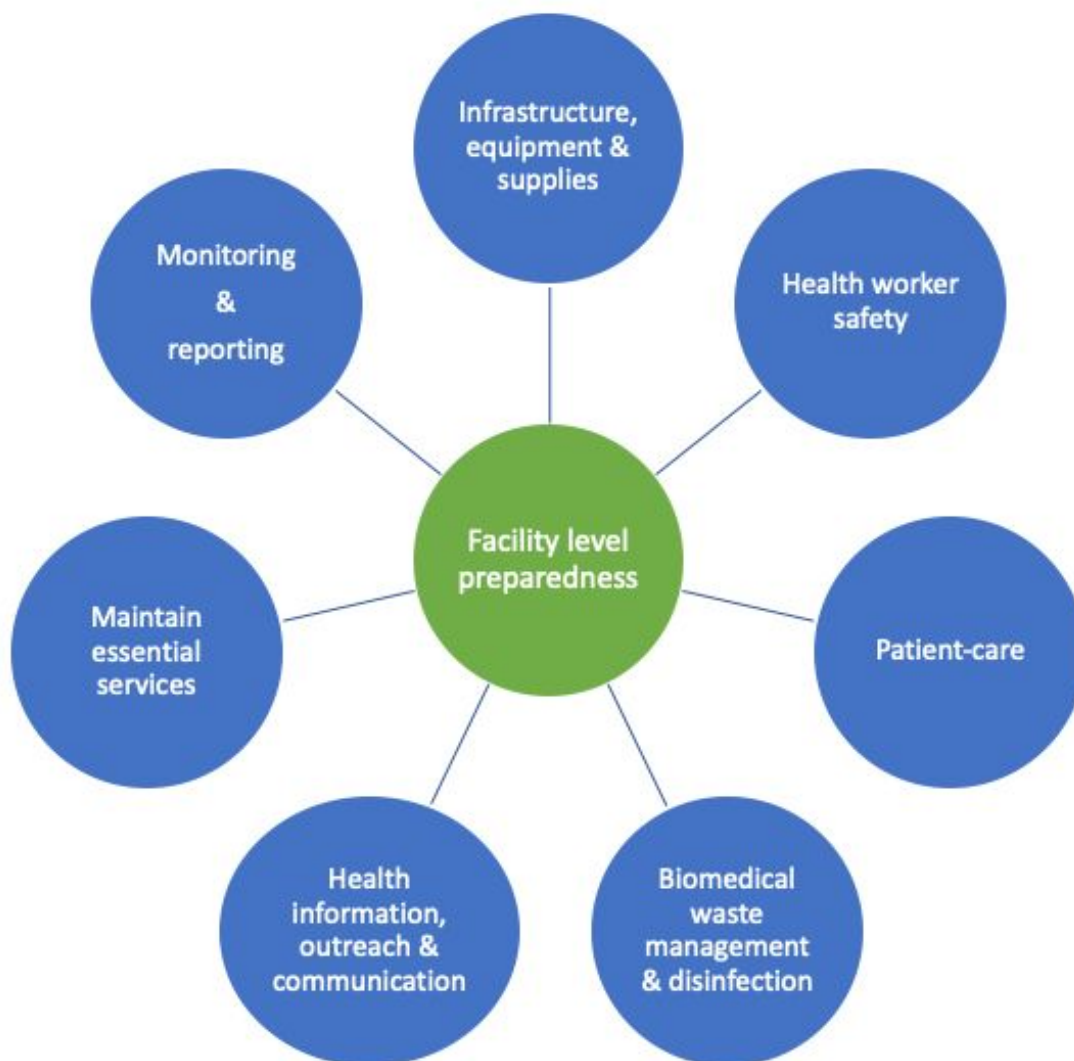 Infrastructure,
equipment &
supplies
Health worker
safety
Patient-care
Biomedical
waste
management
& disinfection
Health
information,
outreach &
communication
Maintain
essential
services
Monitoring
&
reporting
Facility level
preparedness